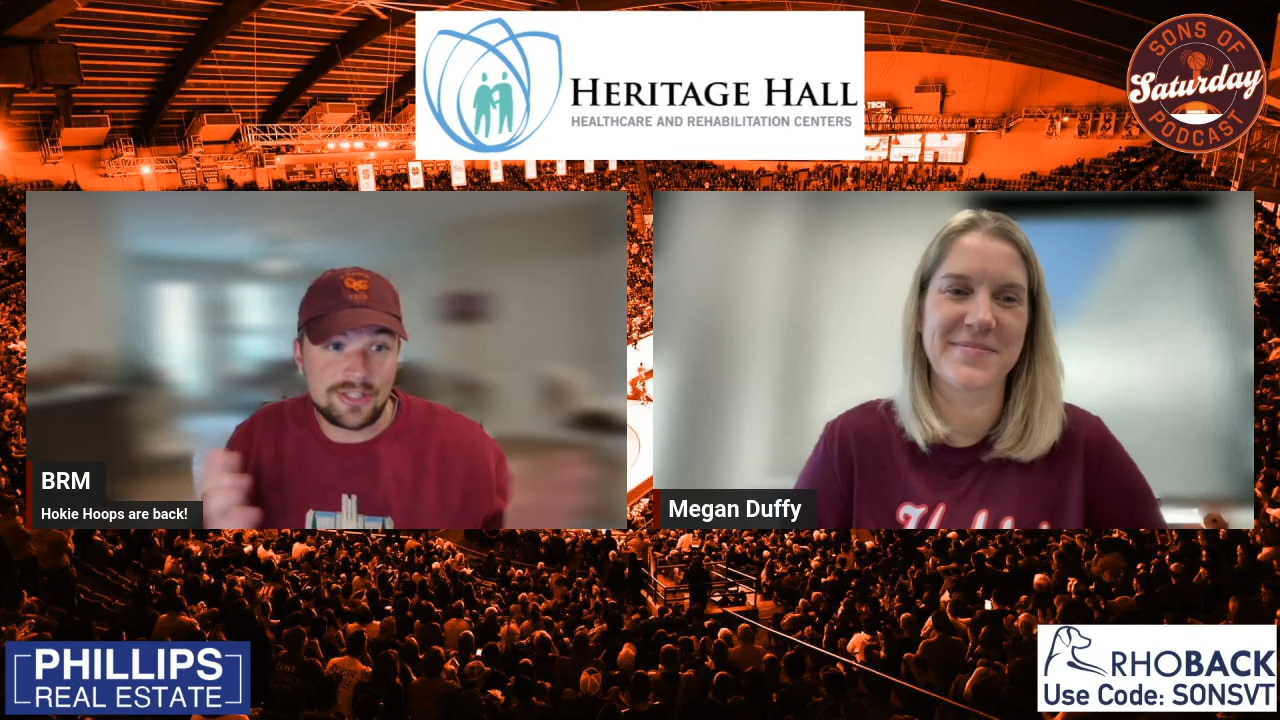 HERITAGE HALL
HEALTHCARE AND REHABILITATION CENTERS
SONS OF
Saturday
PODCAST
TECH
BRM
Hokie Hoops are back!
Megan Duffy
PHILLIPS
REAL ESTATE
RHOBACK
Use Code: SONSVT